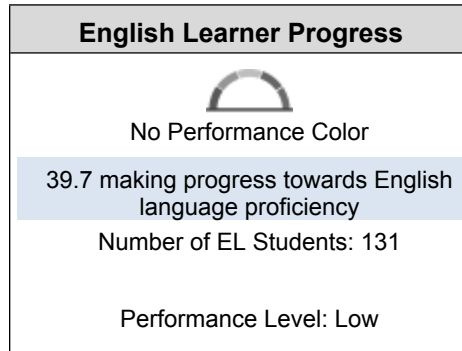 English Learner Progress
No Performance Color
39.7 making progress towards English
language proficiency
Number of EL Students: 131
Performance Level: Low